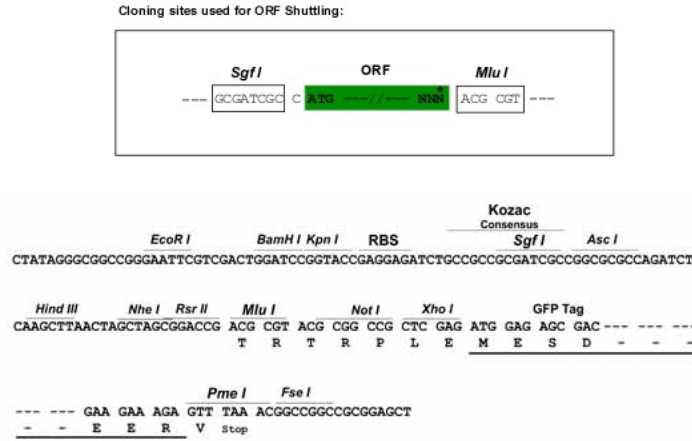 Cloning sites used for ORF Shuttling:
Sgf I ORF Mlu I
--- GCGATCGC C ATG ---//--- NNN* ACG CGT ---
Kozac
Consensus
EcoR I BamH I Kpn I RBS Sgf I Asc I
CTATAGGGCGGCCGGGAATTCGTCGACTGGATCCGGTACCGAGGAGATCTGCCGCCGCGATCGCCGGCGCGCCAGATCT
Hind III Nhe I Rsr II Mlu I Not I Xho I GFP Tag
CAAGCTTAACTAGCTAGCGGACCG ACG CGT ACG CGG CCG CTC GAG ATG GAG AGC GAC--- --- ---
T R T R P L E M E S D - - -
Pme I Fse I
--- --- GAA GAA AGA GTT TAA ACGGCCGGCCGCGGAGCT
- - E E R V Stop